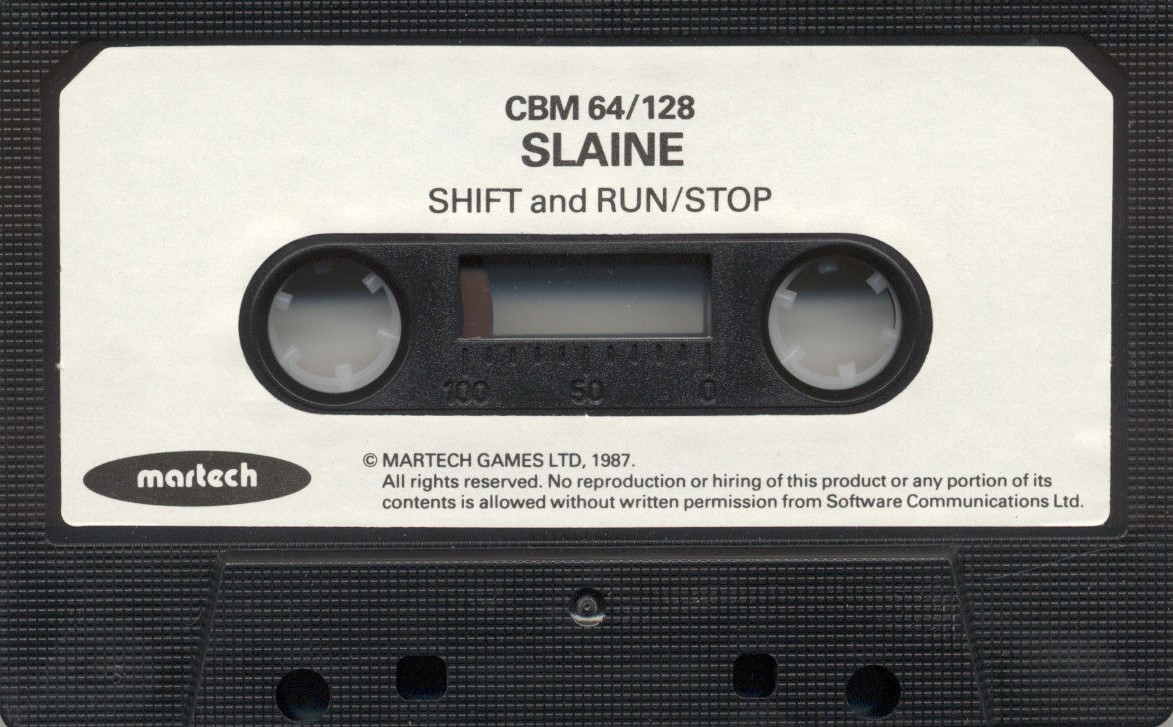 CBM 64/128
SLAINE
SHIFT and RUN/STOP
100 50 0
martech
© MARTECH GAMES LTD, 1987.
All rights reserved. No reproduction or hiring of this product or any portion of its
contents is allowed without written permission from Software Communications Ltd.